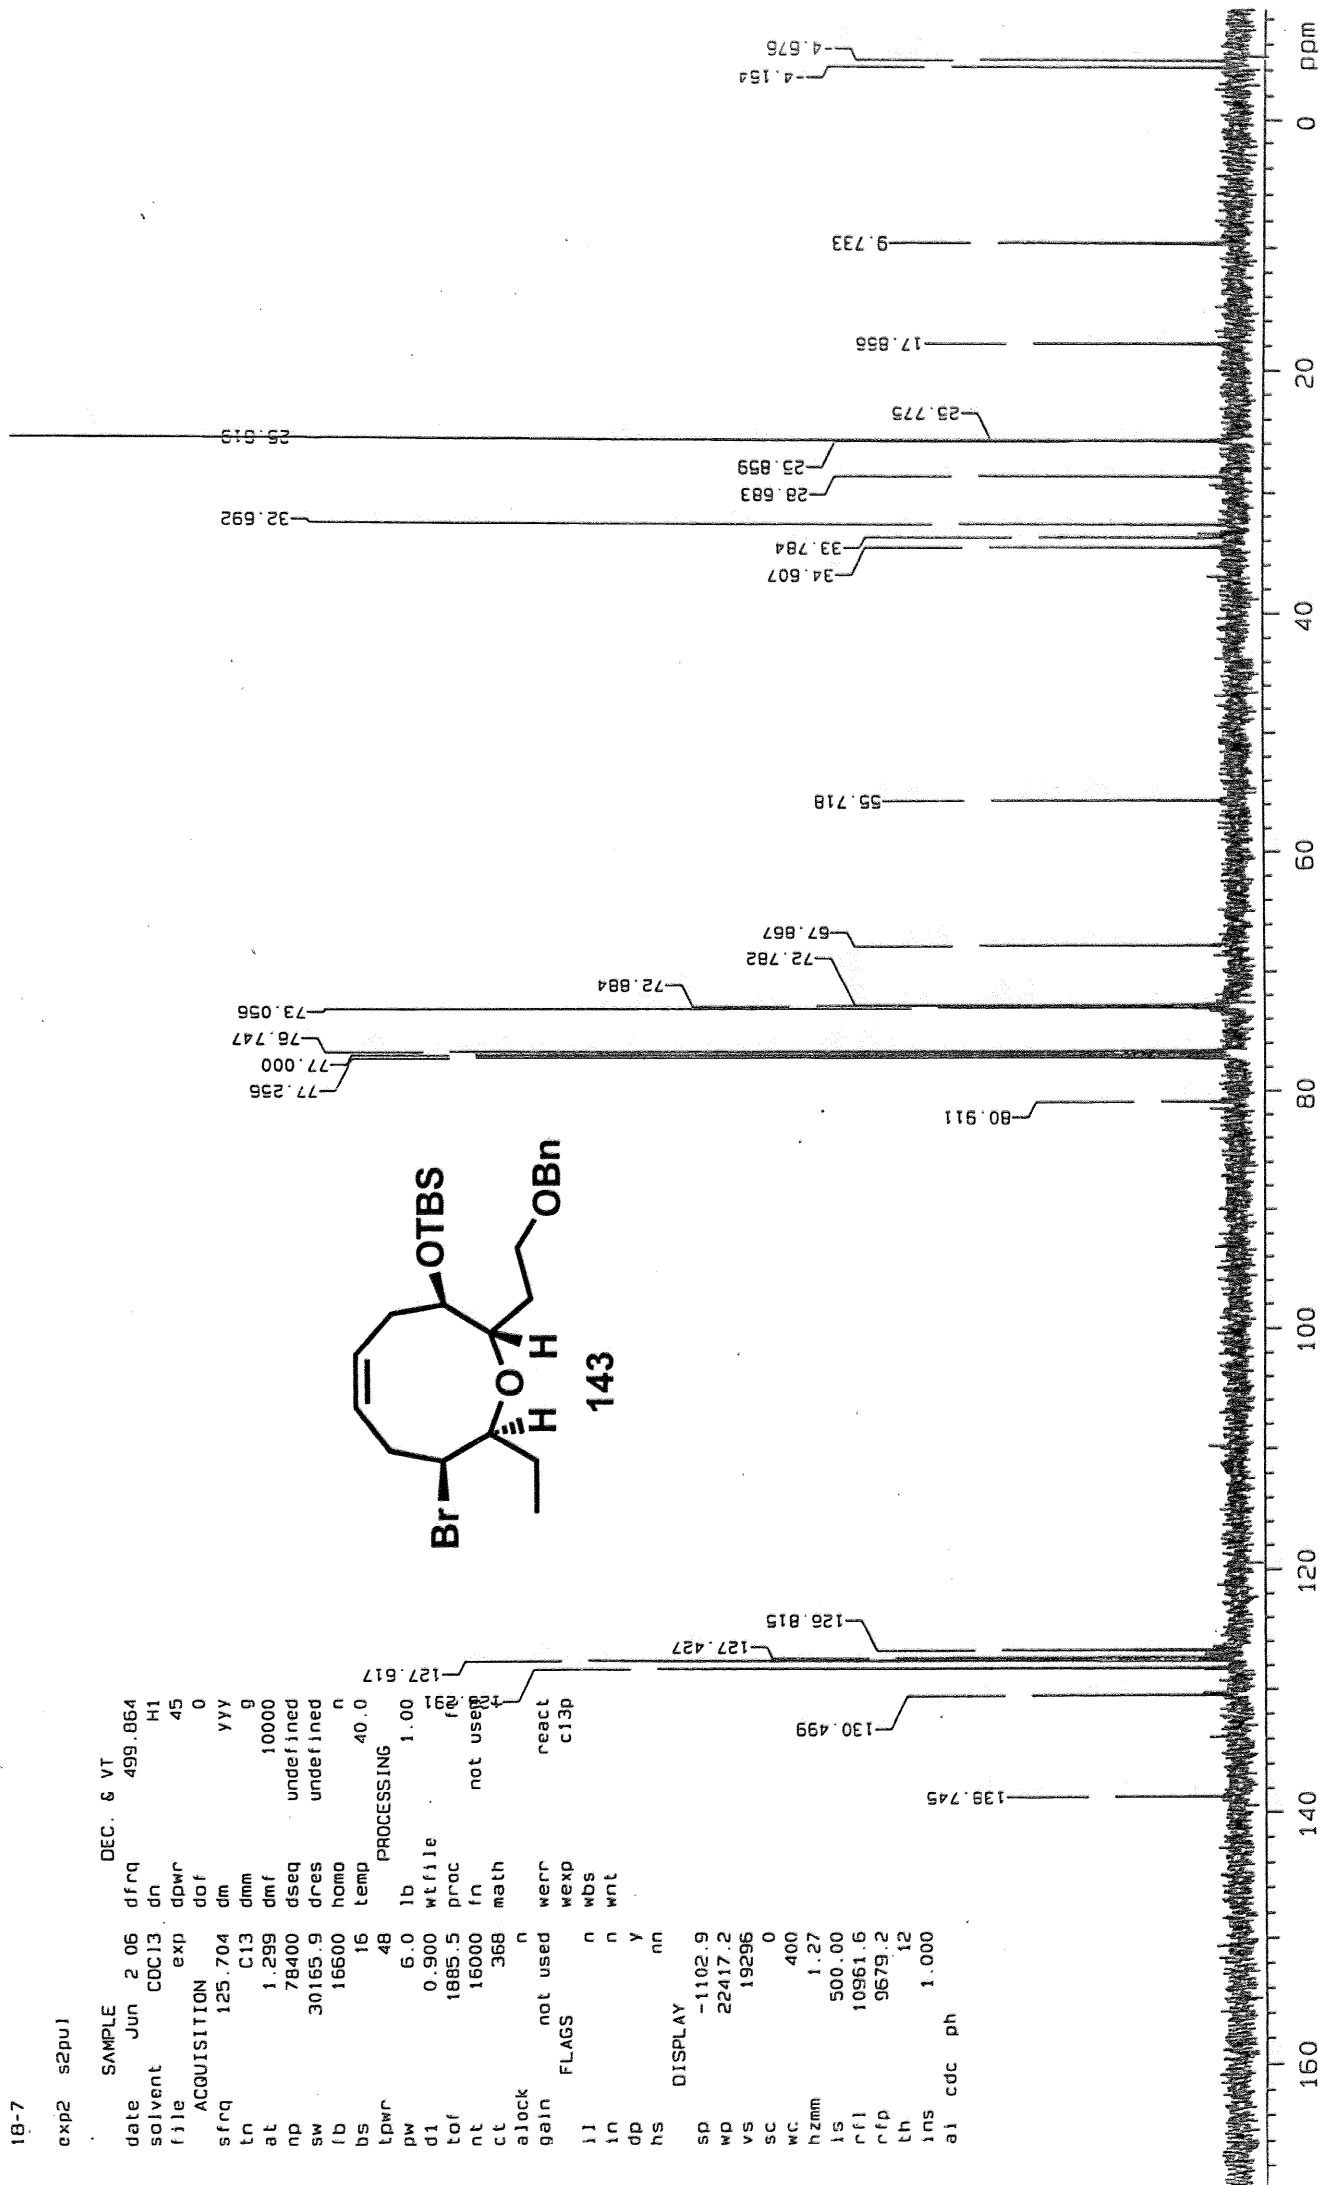 18-7
exp2 s2pul
SAMPLE
date Jun 2 06
solvent CDCl3
file exp
ACQUISITION
sfrq 125.704
tn C13
at 1.299
np 78400
sw 30165.9
fb 16600
bs 16
tpwr 48
pw 6.0
d1 0.900
tof 1885.5
nt 16000
ct 368
alock n
gain not used
FLAGS
il n
in n
dp y
hs nn
DISPLAY
sp -1102.9
wp 22417.2
vs 19296
sc 0
wc 400
hzmm 1.27
is 500.00
rfl 10961.6
rfp 9679.2
th 12
ins 1.000
ai cdc ph
DEC. & VT
dfrq 499.864
dn H1
dpwr 45
dof 0
dm yyy
dmm g
dmf 10000
dseq undefined
dres undefined
homo n
temp 40.0
PROCESSING
lb 1.00
wtfile
proc ft
fn not used
math
werr react
wexp c13p
wbs
wnt
Br
O
H
H
OTBS
OBn
143
138.745
130.499
127.617
127.427
126.815
80.911
77.256
77.000
76.747
73.056
72.884
72.782
67.867
55.718
34.607
33.784
32.692
28.683
25.859
25.775
17.856
9.733
-4.154
-4.676
160
140
120
100
80
60
40
20
0
ppm